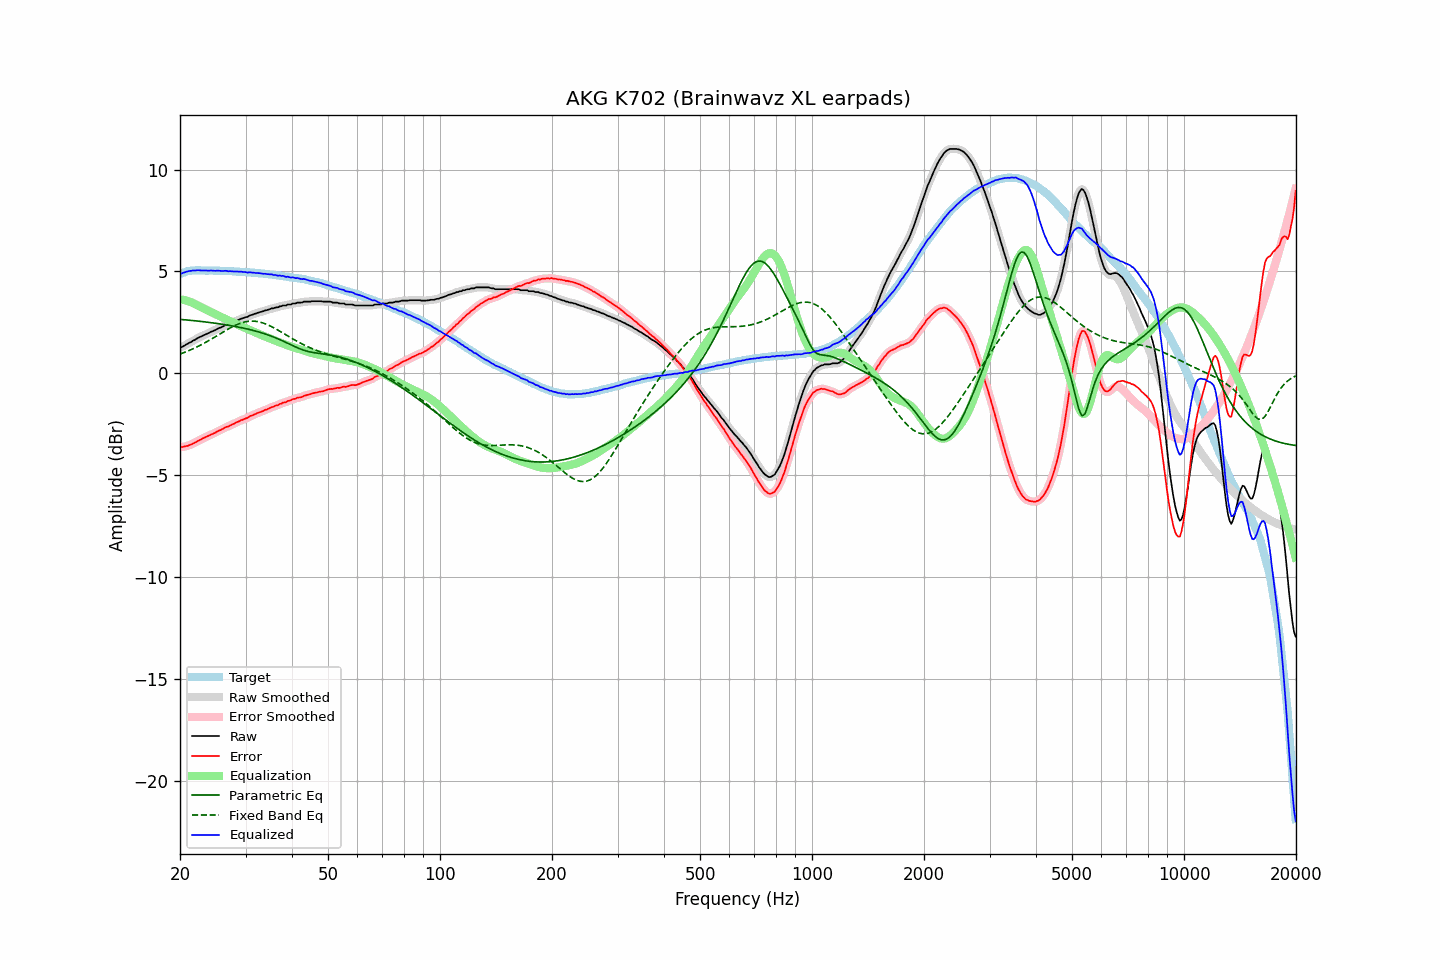 AKG K702 (Brainwavz XL earpads)
10
5
0
−5
−10
−15
−20
Amplitude (dBr)
Target
Raw Smoothed
Error Smoothed
Raw
Error
Equalization
Parametric Eq
Fixed Band Eq
Equalized
20
50
100
200
500
1000
2000
5000
10000
20000
Frequency (Hz)